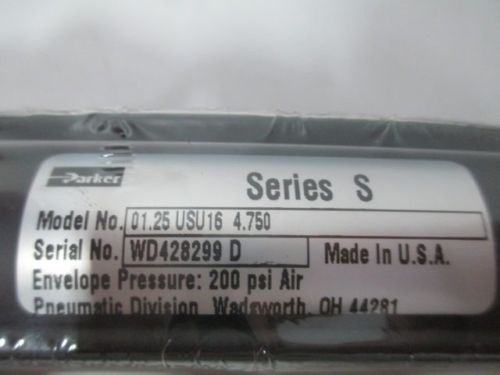 Parker
Series S
Model No. 01.25 USU16 4.750
Serial No. WD428299 D Made In U.S.A.
Envelope Pressure: 200 psi Air
Pneumatic Division, Wadsworth, OH 44281